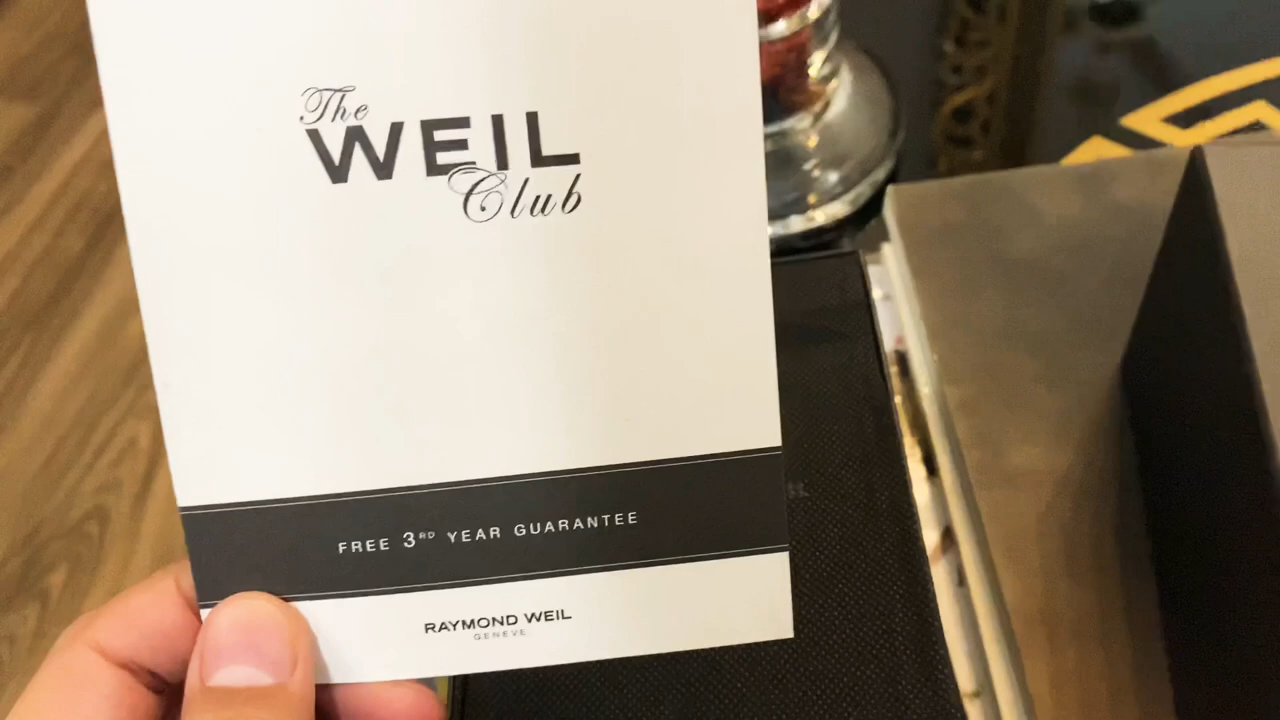 The
WEIL
Club
FREE 3RD YEAR GUARANTEE
RAYMOND WEIL
GENEVE